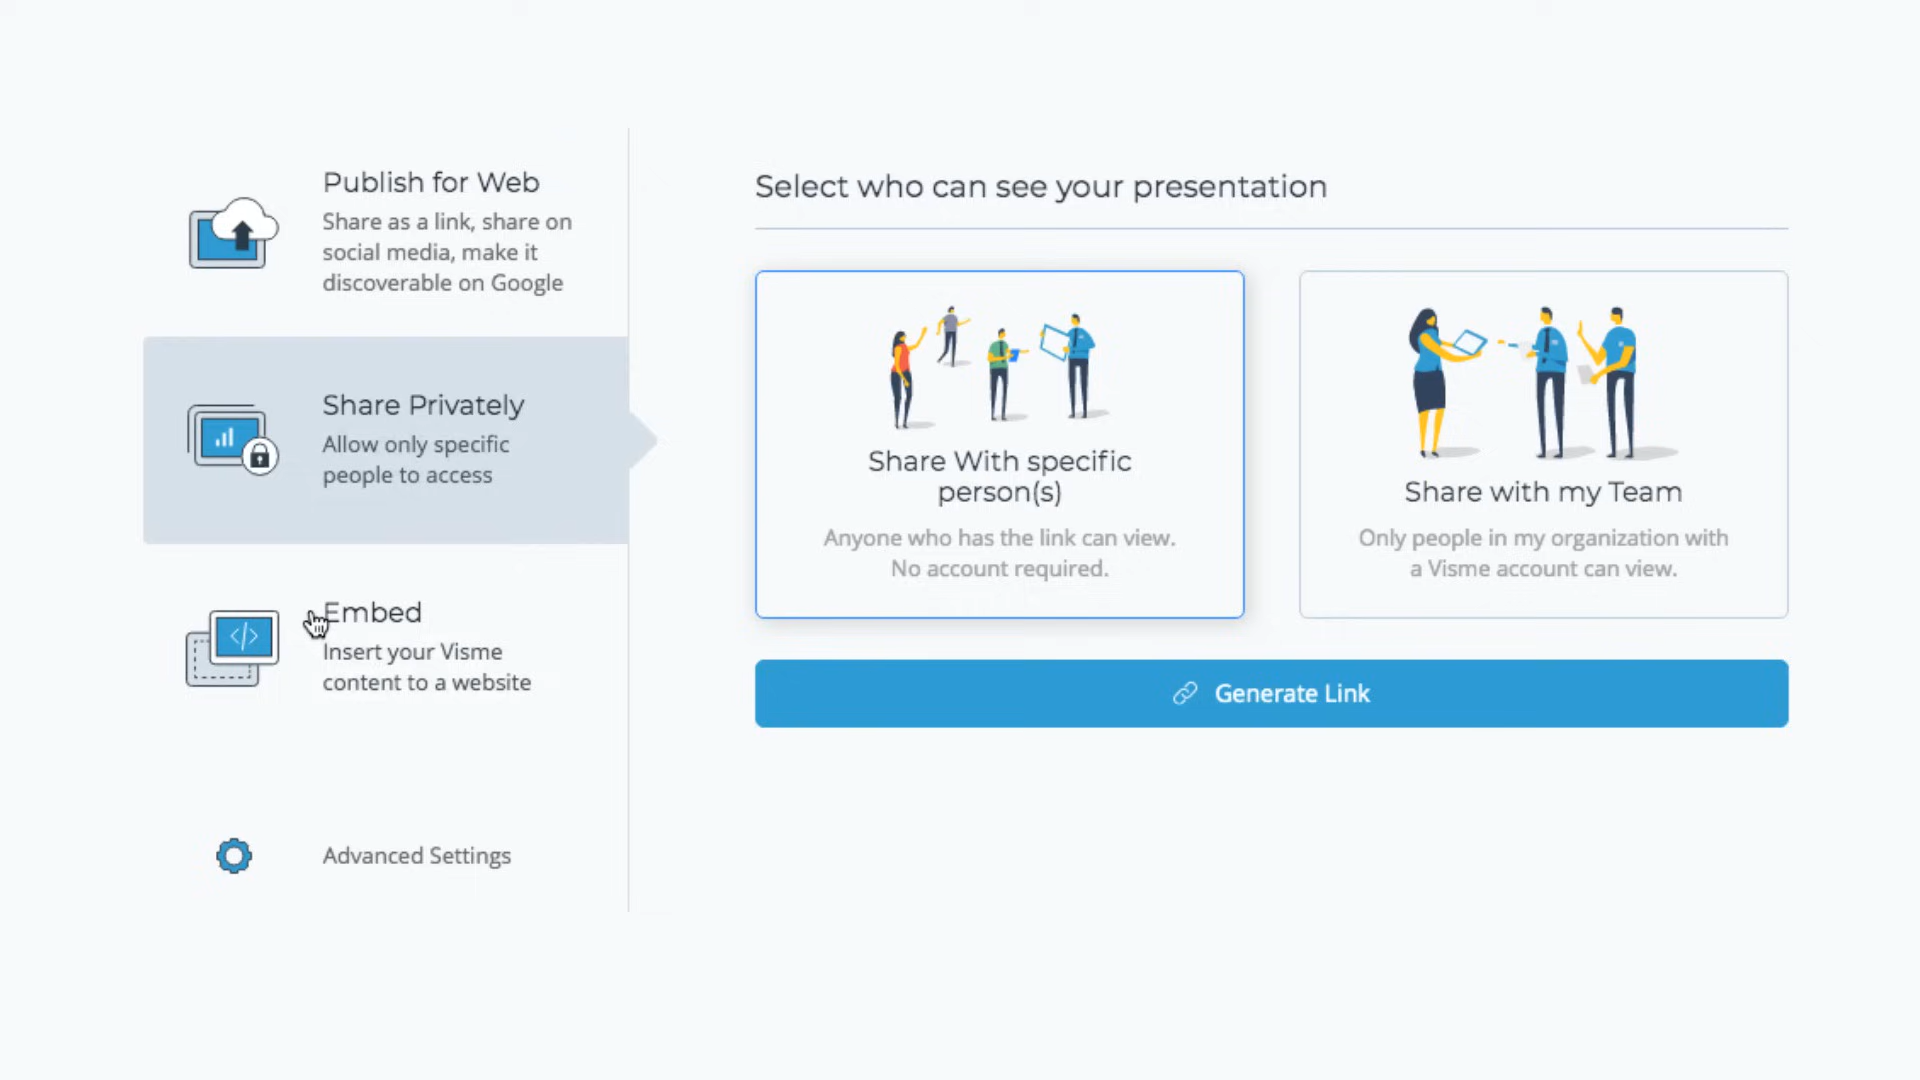 Publish for Web
Share as a link, share on
social media, make it
discoverable on Google
Share Privately
Allow only specific
people to access
Embed
Insert your Visme
content to a website
Advanced Settings
Select who can see your presentation
Share With specific
person(s)
Anyone who has the link can view.
No account required.
Share with my Team
Only people in my organization with
a Visme account can view.
Generate Link